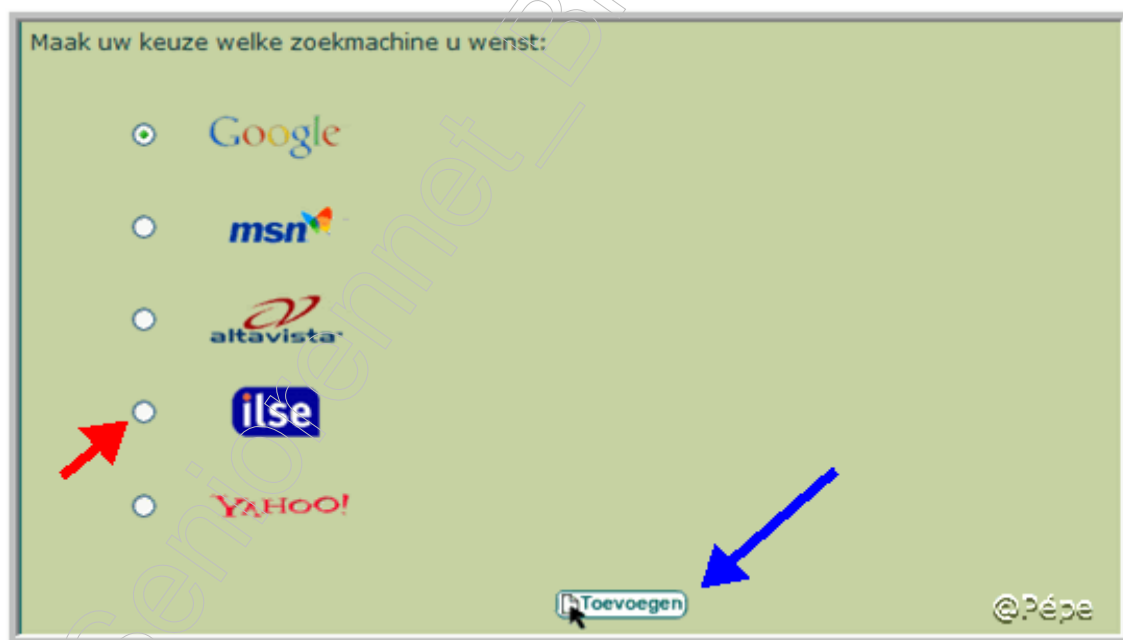 Maak uw keuze welke zoekmachine u wenst:
Google
msn
altavista
ilse
YAHOO!
Toevoegen
@Pépe